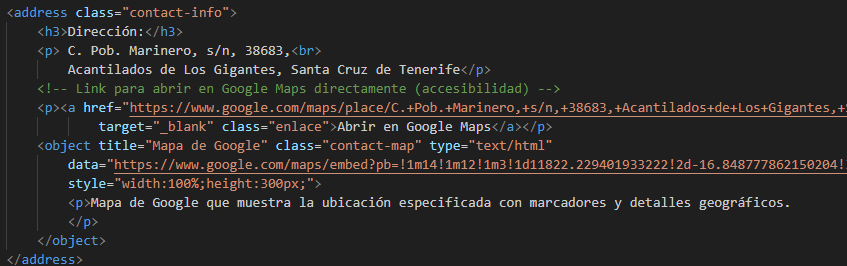 <address class="contact-info">
<h3>Dirección:</h3>
<p> C. Pob. Marinero, s/n, 38683,<br>
Acantilados de Los Gigantes, Santa Cruz de Tenerife</p>
<!-- Link para abrir en Google Maps directamente (accesibilidad) -->
<p><a href="https://www.google.com/maps/place/C.+Pob.+Marinero,+s/n,+38683,+Acantilados+de+Los+Gigantes,+S
target="_blank" class="enlace">Abrir en Google Maps</a></p>
<object title="Mapa de Google" class="contact-map" type="text/html"
data="https://www.google.com/maps/embed?pb=!1m14!1m12!1m3!1d11822.229401933222!2d-16.848777862150204!
style="width:100%;height:300px;">
<p>Mapa de Google que muestra la ubicación especificada con marcadores y detalles geográficos.
</p>
</object>
</address>